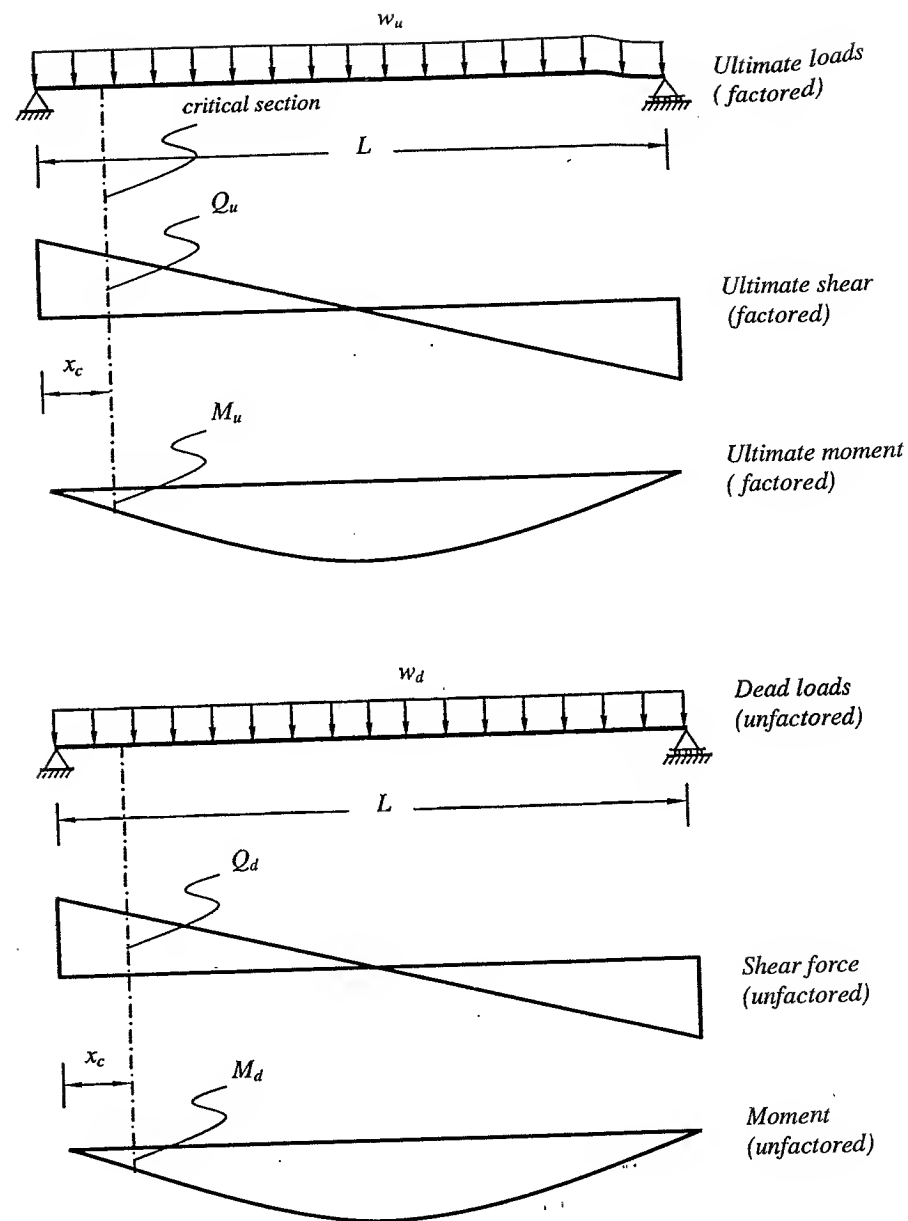 w_u
Ultimate loads
( factored)
critical section
L
Q_u
Ultimate shear
(factored)
x_c
M_u
Ultimate moment
( factored)
w_d
Dead loads
(unfactored)
L
Q_d
Shear force
(unfactored)
x_c
M_d
Moment
(unfactored)